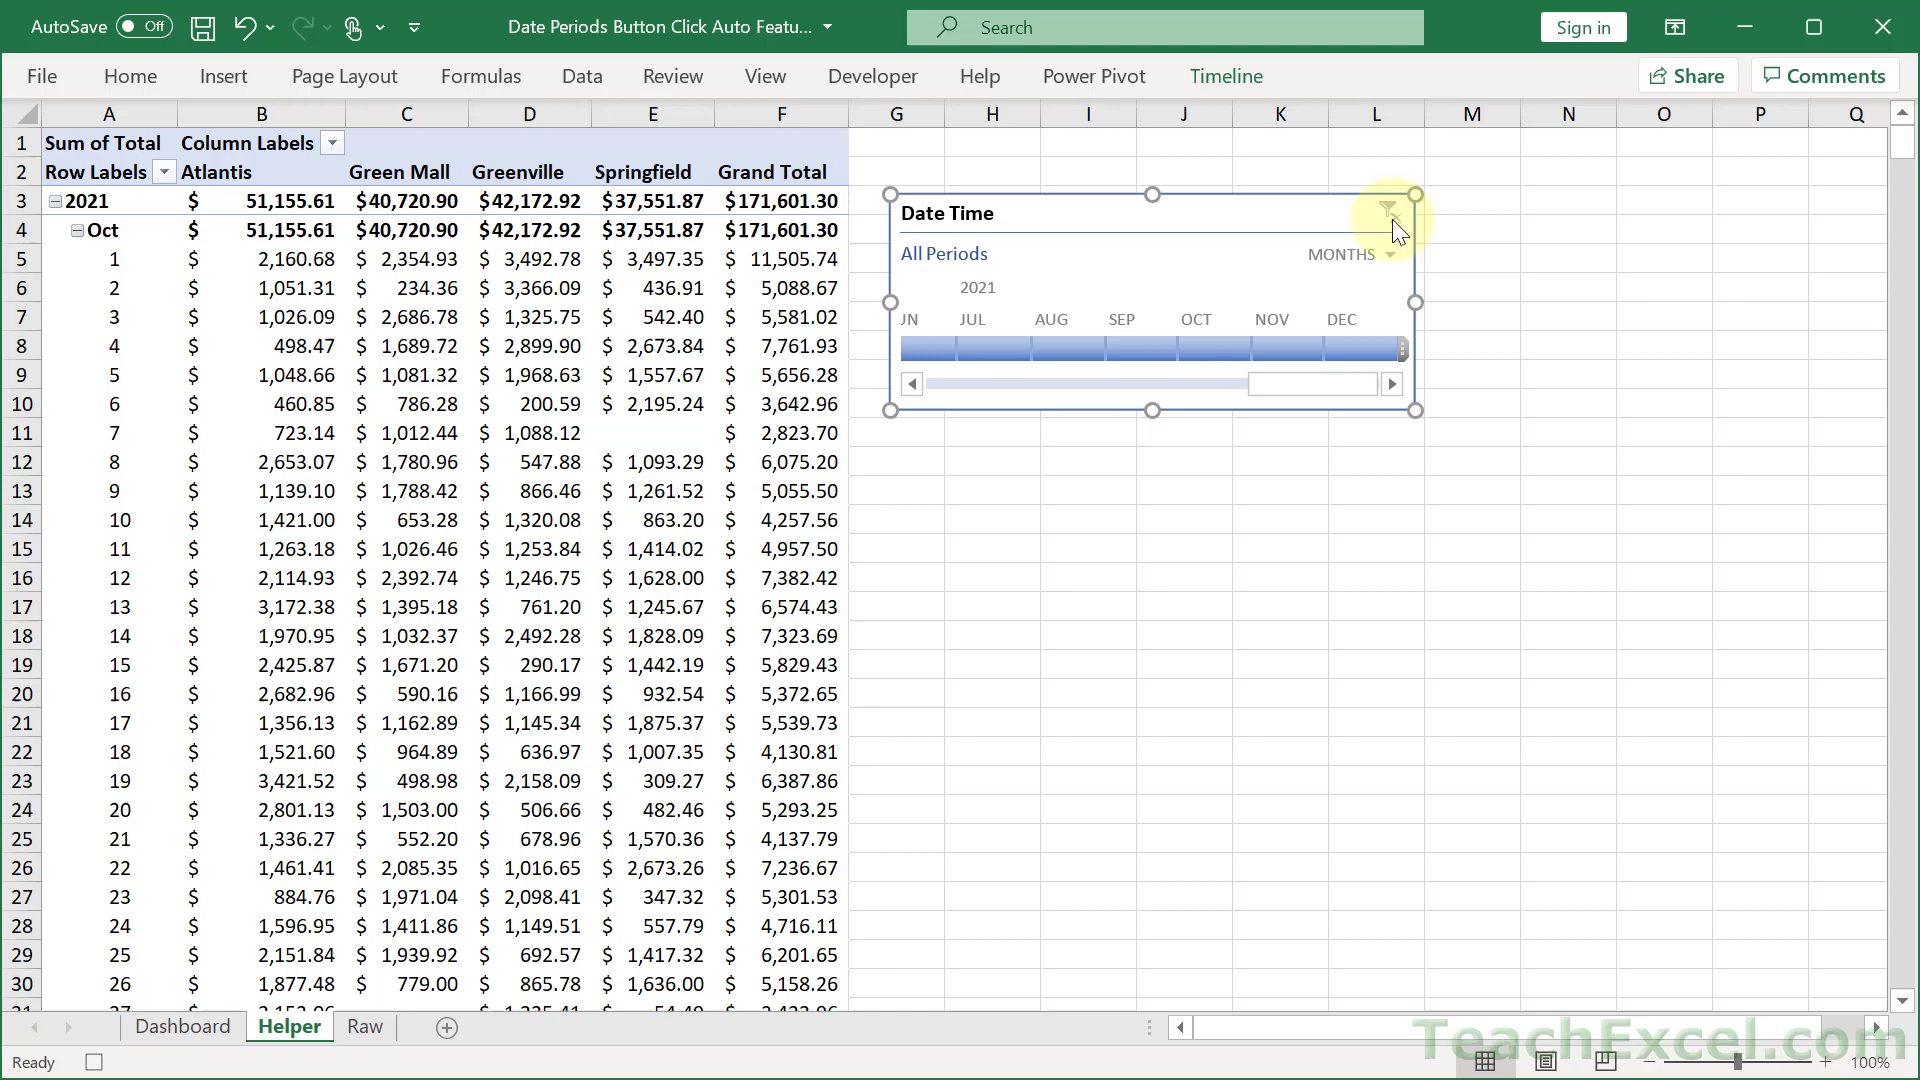 AutoSave Off Date Periods Button Click Auto Featu... Search Sign in
File Home Insert Page Layout Formulas Data Review View Developer Help Power Pivot Timeline Share Comments
A B C D E F G H I J K L M N O P Q
1 Sum of Total Column Labels
2 Row Labels Atlantis Green Mall Greenville Springfield Grand Total
3 2021 $ 51,155.61 $40,720.90 $42,172.92 $37,551.87 $171,601.30
4 Oct $ 51,155.61 $40,720.90 $42,172.92 $37,551.87 $171,601.30
5 1 $ 2,160.68 $ 2,354.93 $ 3,492.78 $ 3,497.35 $ 11,505.74
6 2 $ 1,051.31 $ 234.36 $ 3,366.09 $ 436.91 $ 5,088.67
7 3 $ 1,026.09 $ 2,686.78 $ 1,325.75 $ 542.40 $ 5,581.02
8 4 $ 498.47 $ 1,689.72 $ 2,899.90 $ 2,673.84 $ 7,761.93
9 5 $ 1,048.66 $ 1,081.32 $ 1,968.63 $ 1,557.67 $ 5,656.28
10 6 $ 460.85 $ 786.28 $ 200.59 $ 2,195.24 $ 3,642.96
11 7 $ 723.14 $ 1,012.44 $ 1,088.12 $ 2,823.70
12 8 $ 2,653.07 $ 1,780.96 $ 547.88 $ 1,093.29 $ 6,075.20
13 9 $ 1,139.10 $ 1,788.42 $ 866.46 $ 1,261.52 $ 5,055.50
14 10 $ 1,421.00 $ 653.28 $ 1,320.08 $ 863.20 $ 4,257.56
15 11 $ 1,263.18 $ 1,026.46 $ 1,253.84 $ 1,414.02 $ 4,957.50
16 12 $ 2,114.93 $ 2,392.74 $ 1,246.75 $ 1,628.00 $ 7,382.42
17 13 $ 3,172.38 $ 1,395.18 $ 761.20 $ 1,245.67 $ 6,574.43
18 14 $ 1,970.95 $ 1,032.37 $ 2,492.28 $ 1,828.09 $ 7,323.69
19 15 $ 2,425.87 $ 1,671.20 $ 290.17 $ 1,442.19 $ 5,829.43
20 16 $ 2,682.96 $ 590.16 $ 1,166.99 $ 932.54 $ 5,372.65
21 17 $ 1,356.13 $ 1,162.89 $ 1,145.34 $ 1,875.37 $ 5,539.73
22 18 $ 1,521.60 $ 964.89 $ 636.97 $ 1,007.35 $ 4,130.81
23 19 $ 3,421.52 $ 498.98 $ 2,158.09 $ 309.27 $ 6,387.86
24 20 $ 2,801.13 $ 1,503.00 $ 506.66 $ 482.46 $ 5,293.25
25 21 $ 1,336.27 $ 552.20 $ 678.96 $ 1,570.36 $ 4,137.79
26 22 $ 1,461.41 $ 2,085.35 $ 1,016.65 $ 2,673.26 $ 7,236.67
27 23 $ 884.76 $ 1,971.04 $ 2,098.41 $ 347.32 $ 5,301.53
28 24 $ 1,596.95 $ 1,411.86 $ 1,149.51 $ 557.79 $ 4,716.11
29 25 $ 2,151.84 $ 1,939.92 $ 692.57 $ 1,417.32 $ 6,201.65
30 26 $ 1,877.48 $ 779.00 $ 865.78 $ 1,636.00 $ 5,158.26
Date Time
All Periods MONTHS
2021
JN JUL AUG SEP OCT NOV DEC
Dashboard Helper Raw
TeachExcel.com
Ready 100%